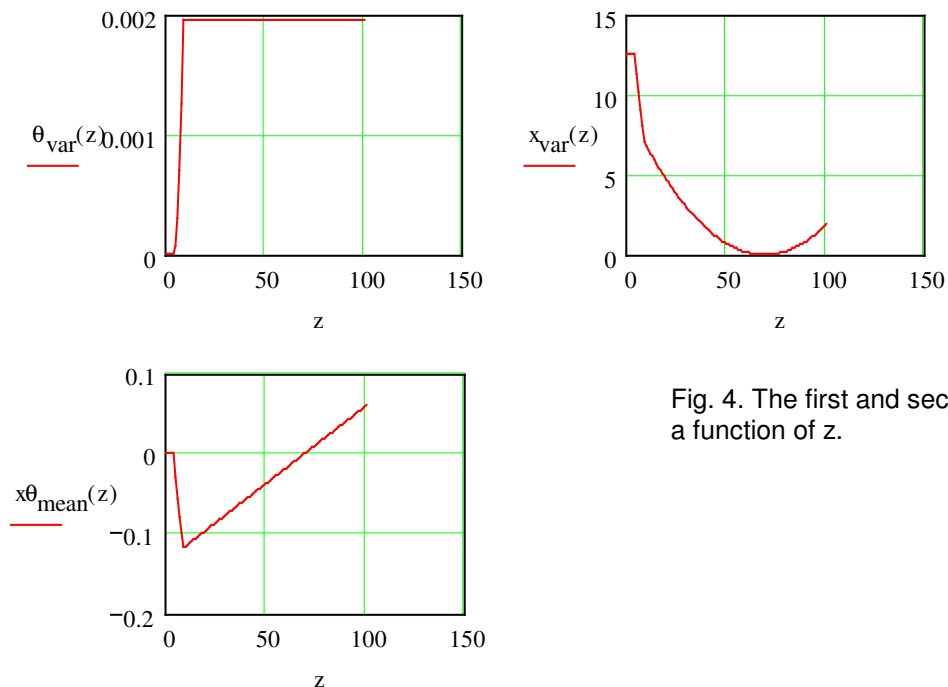 0.002
θvar(z)
0.001
0
0 50 100 150
z
15
10
xvar(z)
5
0
0 50 100 150
z
0.1
0
xθmean(z)
−0.1
−0.2
0 50 100 150
z
Fig. 4. The first and sec
a function of z.